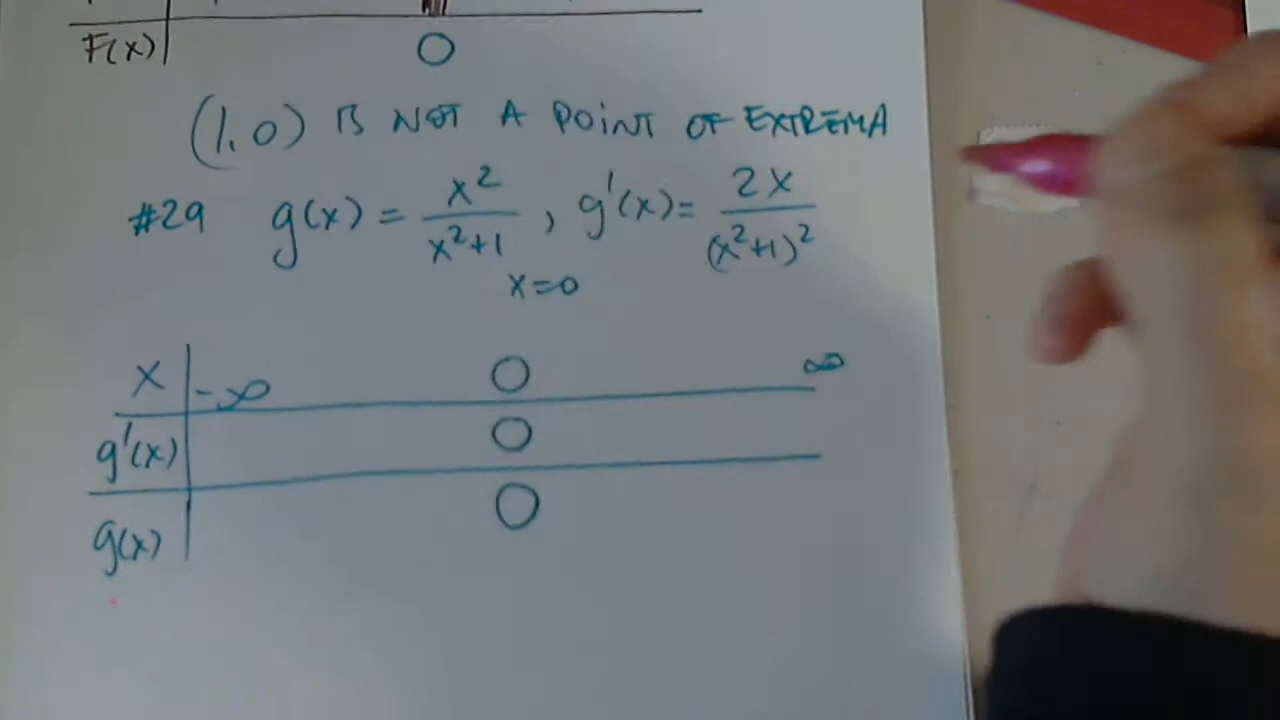 F(x) 0
(1,0) IS NOT A POINT OF EXTREMA
#29 g(x) = x²/(x²+1), g'(x) = 2x/(x²+1)²
x=0
x -∞ 0 ∞
g'(x) 0
g(x) 0